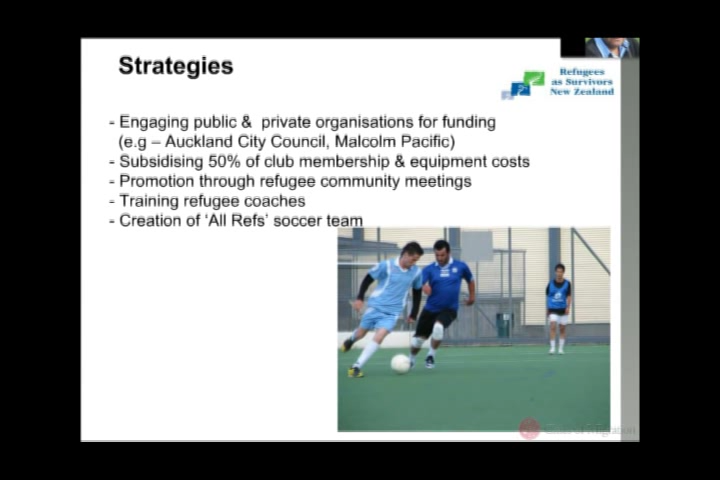 Strategies
Refugees
as Survivors
New Zealand
- Engaging public & private organisations for funding
(e.g – Auckland City Council, Malcolm Pacific)
- Subsidising 50% of club membership & equipment costs
- Promotion through refugee community meetings
- Training refugee coaches
- Creation of ‘All Refs’ soccer team